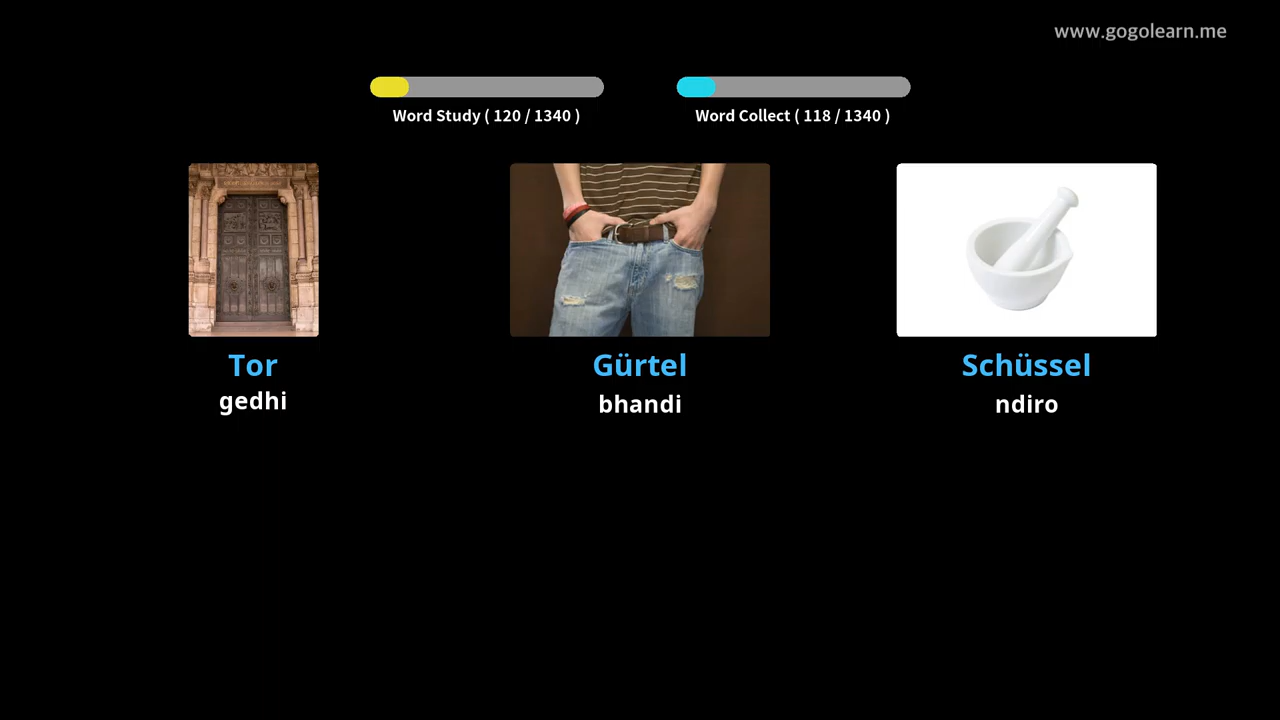 www.gogolearn.me
Word Study ( 120 / 1340 )
Word Collect ( 118 / 1340 )
Tor
gedhi
Gürtel
bhandi
Schüssel
ndiro